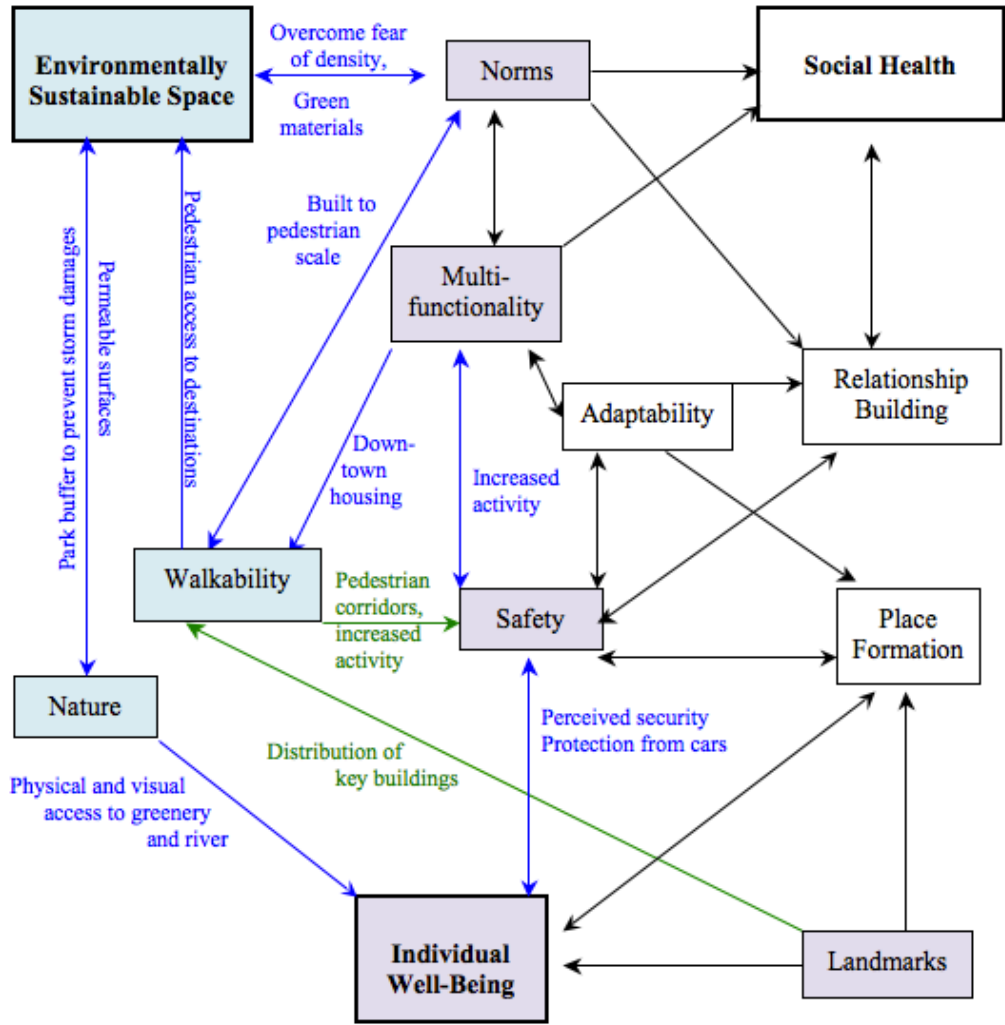 Environmentally
Sustainable Space
Overcome fear
of density,
Green
materials
Norms
Social Health
Built to
pedestrian
scale
Multi-
functionality
Pedestrian access to destinations
Permeable surfaces
Park buffer to prevent storm damages
Relationship
Building
Adaptability
Down-
town
housing
Increased
activity
Walkability
Pedestrian
corridors,
increased
activity
Safety
Place
Formation
Nature
Perceived security
Protection from cars
Distribution of
key buildings
Physical and visual
access to greenery
and river
Individual
Well-Being
Landmarks